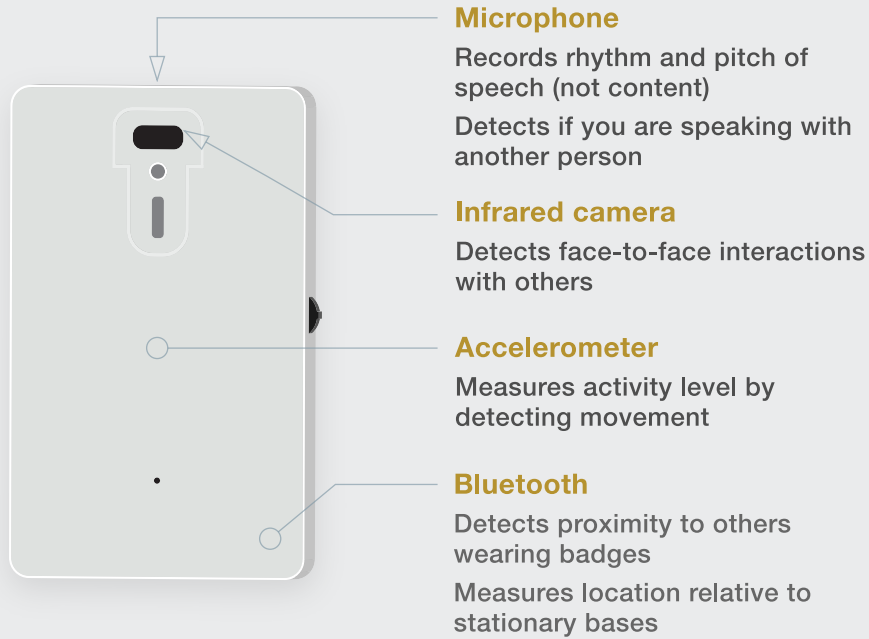 Microphone
Records rhythm and pitch of
speech (not content)
Detects if you are speaking with
another person
Infrared camera
Detects face-to-face interactions
with others
Accelerometer
Measures activity level by
detecting movement
Bluetooth
Detects proximity to others
wearing badges
Measures location relative to
stationary bases